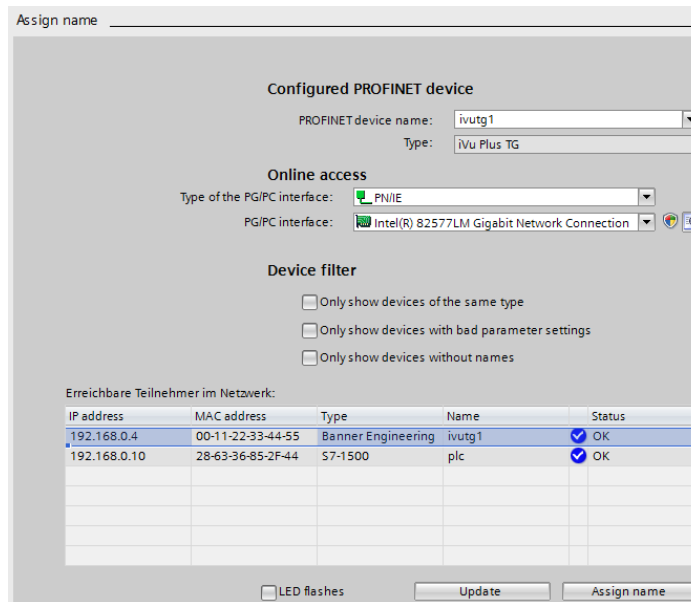 Assign name
Configured PROFINET device
PROFINET device name: ivutg1
Type: iVu Plus TG
Online access
Type of the PG/PC interface: PN/IE
PG/PC interface: Intel(R) 82577LM Gigabit Network Connection
Device filter
Only show devices of the same type
Only show devices with bad parameter settings
Only show devices without names
Erreichbare Teilnehmer im Netzwerk:
IP address MAC address Type Name Status
192.168.0.4 00-11-22-33-44-55 Banner Engineering ivutg1 OK
192.168.0.10 28-63-36-85-2F-44 S7-1500 plc OK
LED flashes Update Assign name